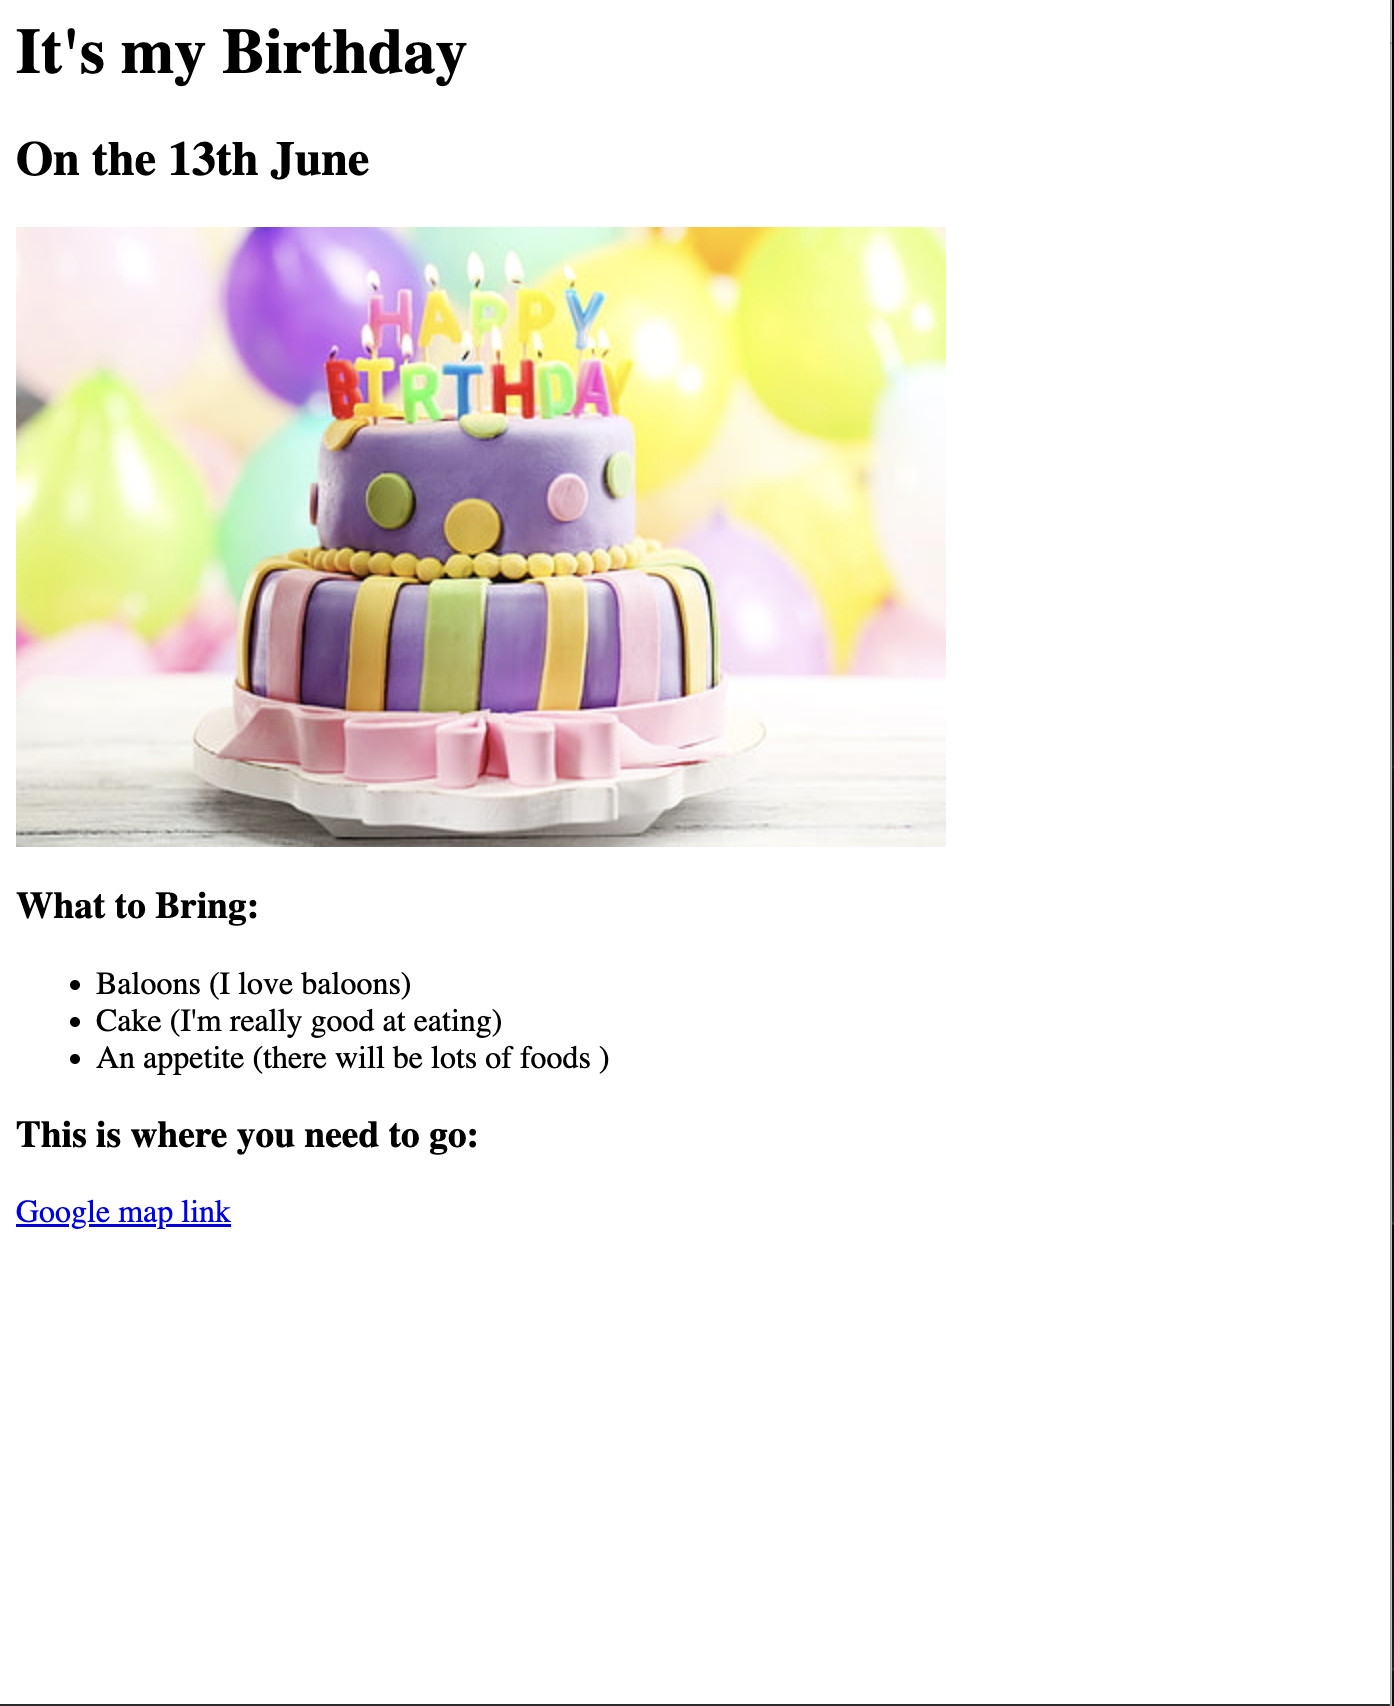 It's my Birthday
On the 13th June
HAPPY
BIRTHDAY
What to Bring:
Baloons (I love baloons)
Cake (I'm really good at eating)
An appetite (there will be lots of foods )
This is where you need to go:
Google map link